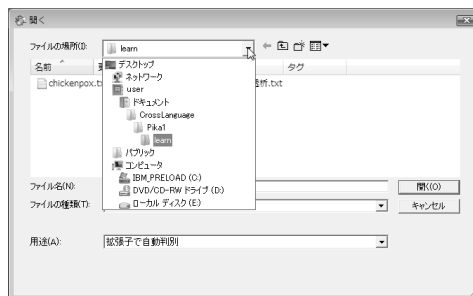 開く
ファイルの場所(I):
learn
名前
タグ
デスクトップ
ネットワーク
user
ドキュメント
CrossLanguage
Pika1
learn
パブリック
コンピュータ
IBM_PRELOAD (C:)
DVD/CD-RW ドライブ (D:)
ローカル ディスク (E:)
chickenpox.t
析.txt
ファイル名(N):
開く(O)
ファイルの種類(T):
キャンセル
用途(A):
拡張子で自動判別